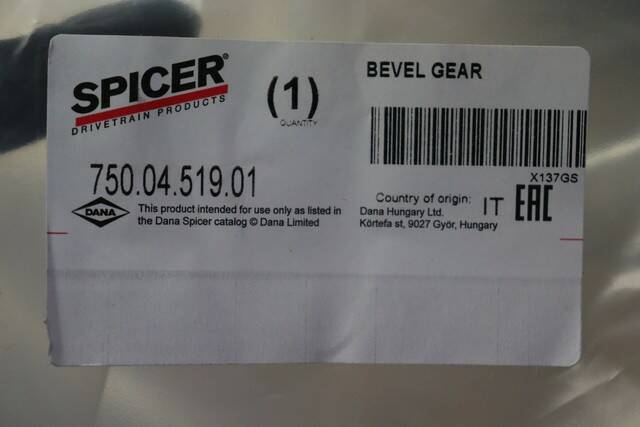 SPICER®
DRIVETRAIN PRODUCTS
(1)
QUANTITY
BEVEL GEAR
X137GS
750.04.519.01
DANA
This product intended for use only as listed in
the Dana Spicer catalog © Dana Limited
Country of origin: IT
Dana Hungary Ltd.
Körtefa st, 9027 Győr, Hungary
EAC